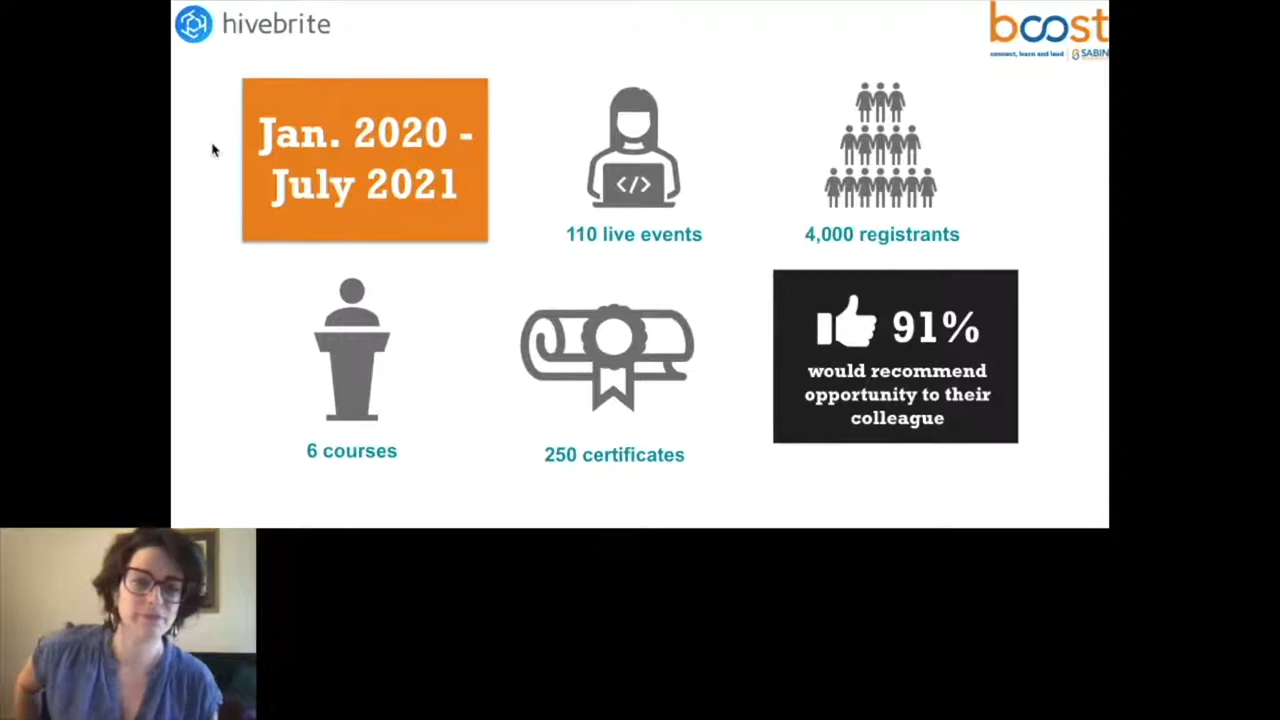 hivebrite
boost
connect, learn and lead | SABIN
Jan. 2020 -
July 2021
</>
110 live events
4,000 registrants
6 courses
250 certificates
91%
would recommend
opportunity to their
colleague